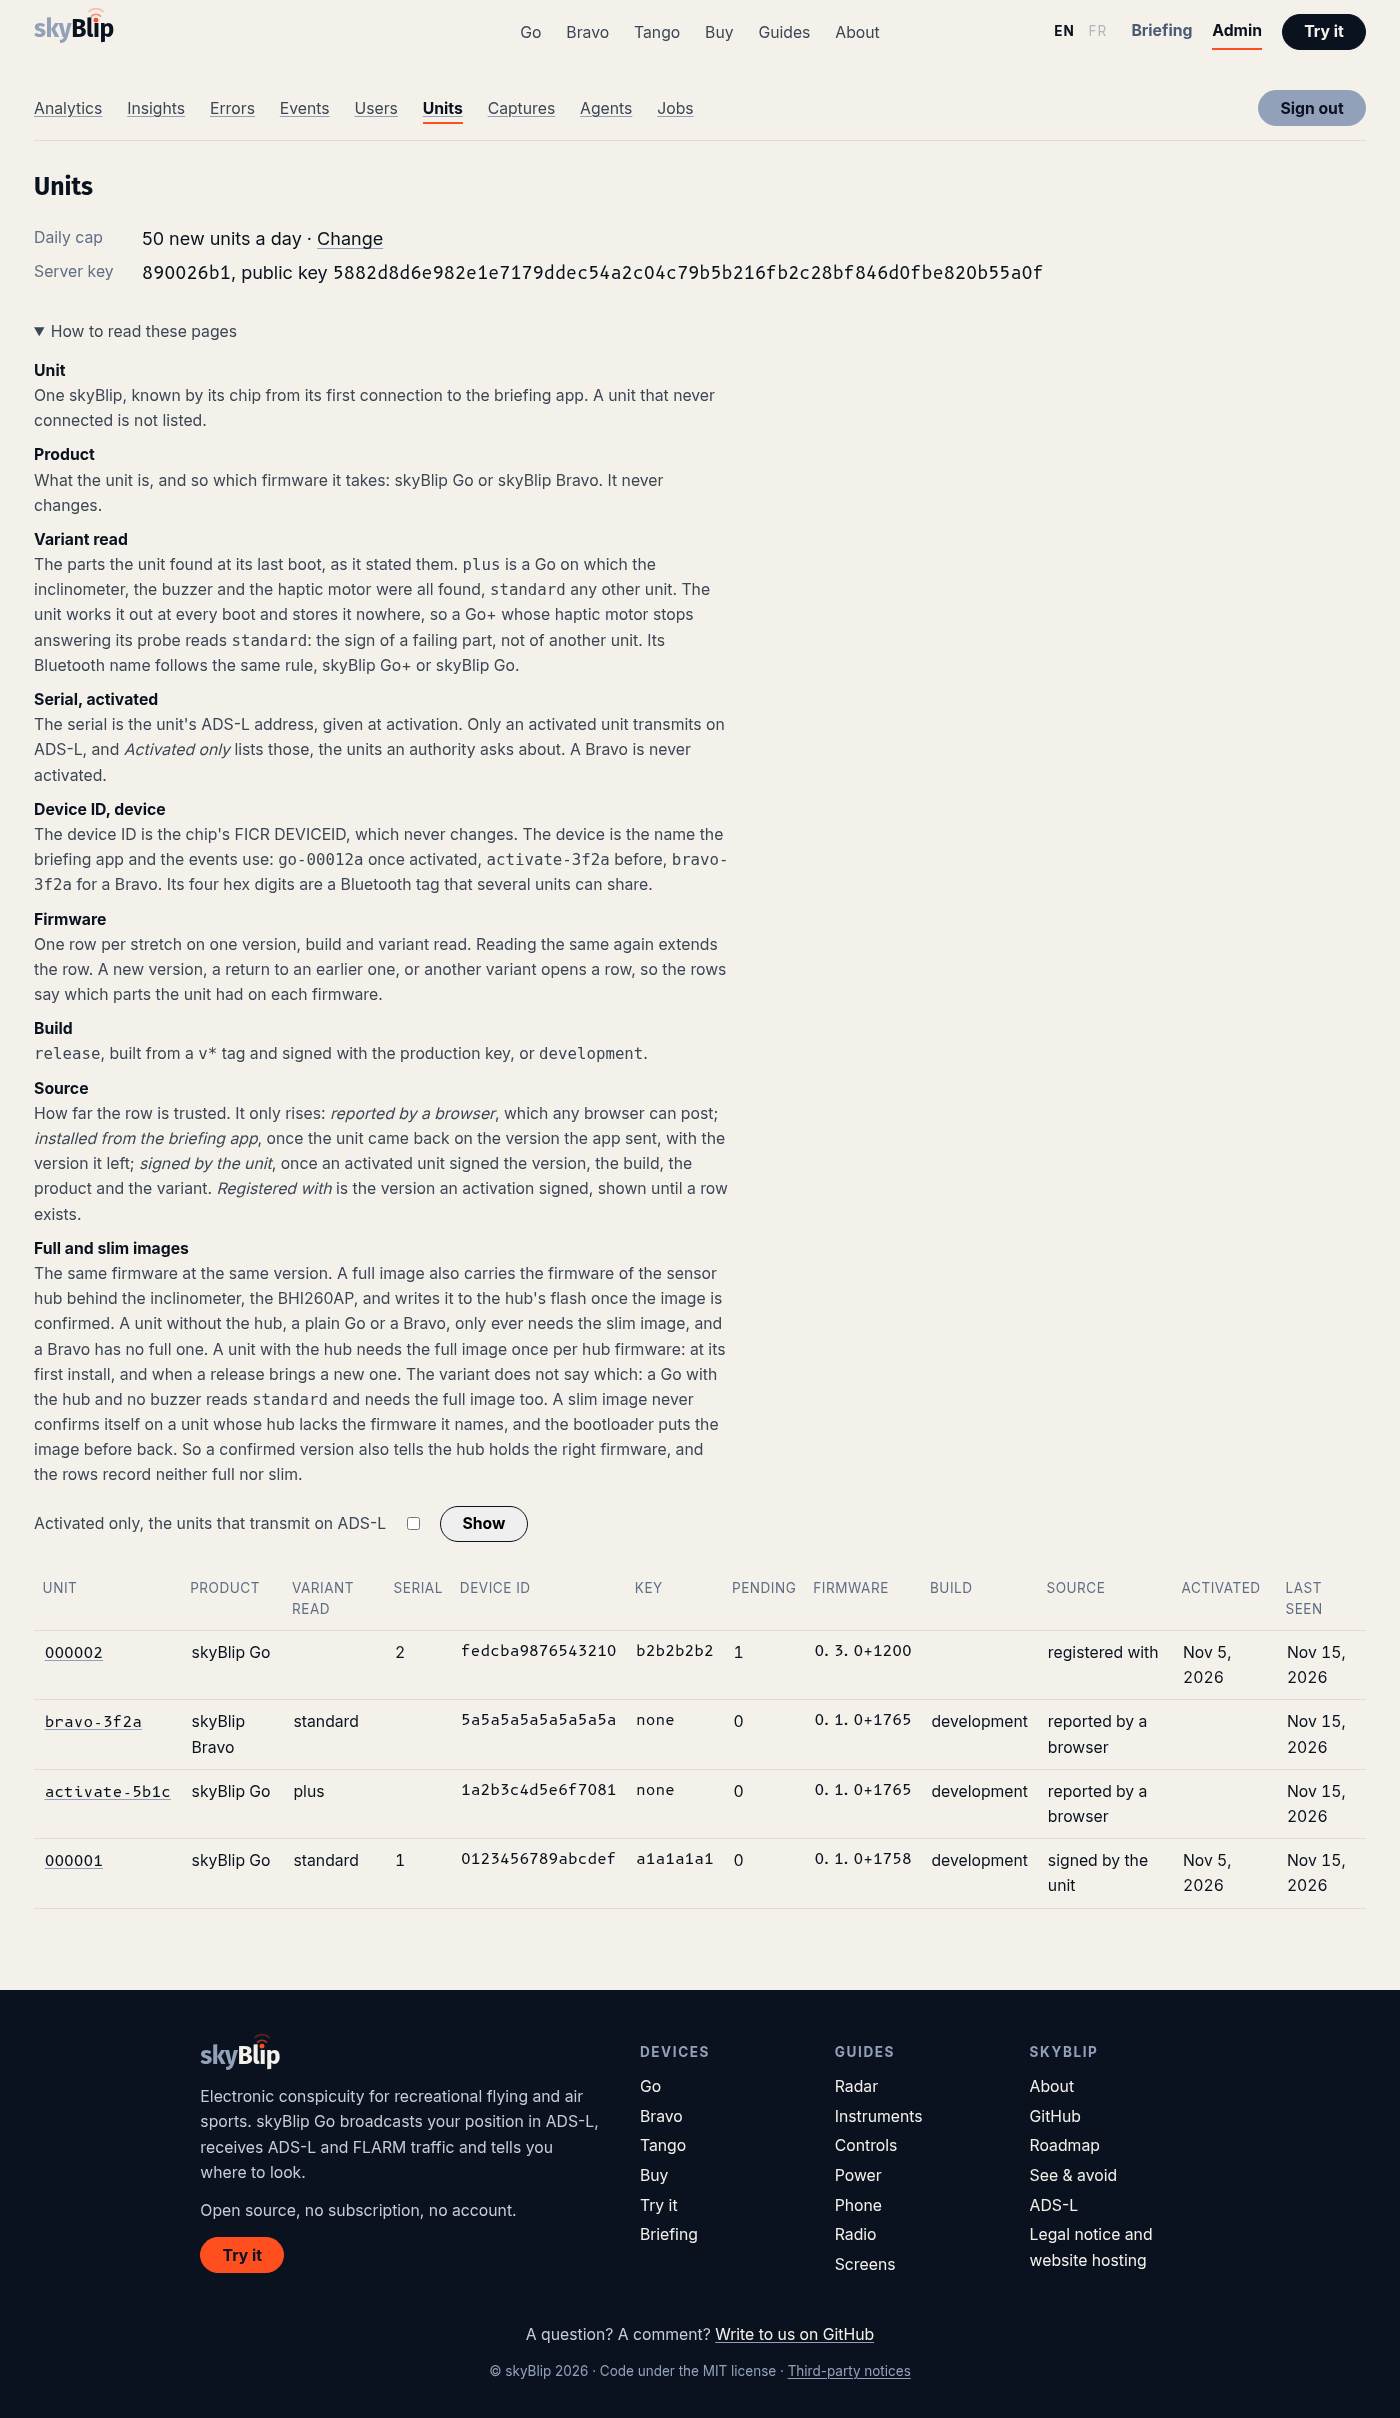 skyBlip
Go Bravo Tango Buy Guides About
EN FR Briefing Admin Try it
Analytics Insights Errors Events Users Units Captures Agents Jobs Sign out
Units
Daily cap 50 new units a day · Change
Server key 890026b1, public key 5882d8d6e982e1e7179ddec54a2c04c79b5b216fb2c28bf846d0fbe820b55a0f
▼ How to read these pages
Unit
One skyBlip, known by its chip from its first connection to the briefing app. A unit that never
connected is not listed.
Product
What the unit is, and so which firmware it takes: skyBlip Go or skyBlip Bravo. It never
changes.
Variant read
The parts the unit found at its last boot, as it stated them. plus is a Go on which the
inclinometer, the buzzer and the haptic motor were all found, standard any other unit. The
unit works it out at every boot and stores it nowhere, so a Go+ whose haptic motor stops
answering its probe reads standard: the sign of a failing part, not of another unit. Its
Bluetooth name follows the same rule, skyBlip Go+ or skyBlip Go.
Serial, activated
The serial is the unit's ADS-L address, given at activation. Only an activated unit transmits on
ADS-L, and Activated only lists those, the units an authority asks about. A Bravo is never
activated.
Device ID, device
The device ID is the chip's FICR DEVICEID, which never changes. The device is the name the
briefing app and the events use: go-00012a once activated, activate-3f2a before, bravo-
3f2a for a Bravo. Its four hex digits are a Bluetooth tag that several units can share.
Firmware
One row per stretch on one version, build and variant read. Reading the same again extends
the row. A new version, a return to an earlier one, or another variant opens a row, so the rows
say which parts the unit had on each firmware.
Build
release, built from a v* tag and signed with the production key, or development.
Source
How far the row is trusted. It only rises: reported by a browser, which any browser can post;
installed from the briefing app, once the unit came back on the version the app sent, with the
version it left; signed by the unit, once an activated unit signed the version, the build, the
product and the variant. Registered with is the version an activation signed, shown until a row
exists.
Full and slim images
The same firmware at the same version. A full image also carries the firmware of the sensor
hub behind the inclinometer, the BHI260AP, and writes it to the hub's flash once the image is
confirmed. A unit without the hub, a plain Go or a Bravo, only ever needs the slim image, and
a Bravo has no full one. A unit with the hub needs the full image once per hub firmware: at its
first install, and when a release brings a new one. The variant does not say which: a Go with
the hub and no buzzer reads standard and needs the full image too. A slim image never
confirms itself on a unit whose hub lacks the firmware it names, and the bootloader puts the
image before back. So a confirmed version also tells the hub holds the right firmware, and
the rows record neither full nor slim.
Activated only, the units that transmit on ADS-L Show
UNIT PRODUCT VARIANT SERIAL DEVICE ID KEY PENDING FIRMWARE BUILD SOURCE ACTIVATED LAST
READ SEEN
000002 skyBlip Go 2 fedcba9876543210 b2b2b2b2 1 0.3.0+1200 registered with Nov 5, Nov 15,
2026 2026
bravo-3f2a skyBlip standard 5a5a5a5a5a5a5a5a none 0 0.1.0+1765 development reported by a Nov 15,
Bravo browser 2026
activate-5b1c skyBlip Go plus 1a2b3c4d5e6f7081 none 0 0.1.0+1765 development reported by a Nov 15,
browser 2026
000001 skyBlip Go standard 1 0123456789abcdef a1a1a1a1 0 0.1.0+1758 development signed by the Nov 5, Nov 15,
unit 2026 2026
skyBlip
Electronic conspicuity for recreational flying and air
sports. skyBlip Go broadcasts your position in ADS-L,
receives ADS-L and FLARM traffic and tells you
where to look.
Open source, no subscription, no account.
Try it
DEVICES
Go
Bravo
Tango
Buy
Try it
Briefing
GUIDES
Radar
Instruments
Controls
Power
Phone
Radio
Screens
SKYBLIP
About
GitHub
Roadmap
See & avoid
ADS-L
Legal notice and
website hosting
A question? A comment? Write to us on GitHub
© skyBlip 2026 · Code under the MIT license · Third-party notices